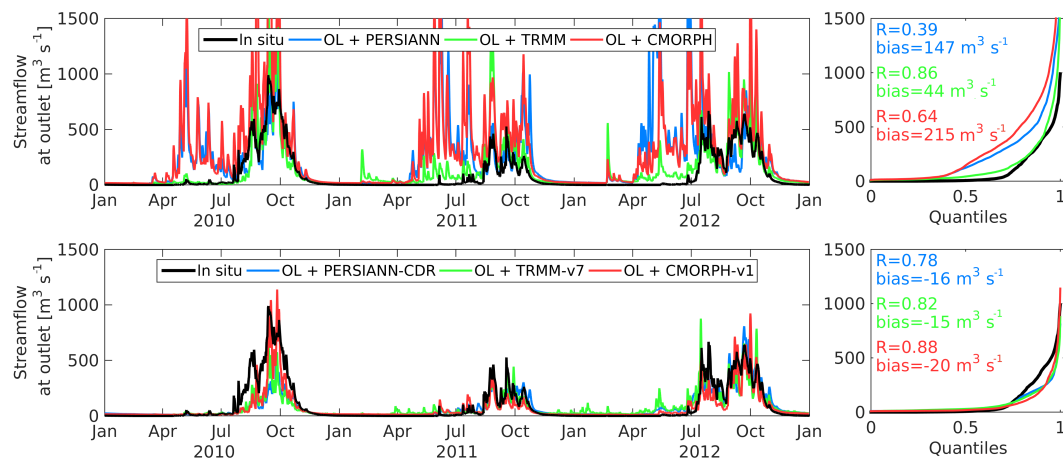 Streamflow
at outlet [m³ s⁻¹]
1500
1000
500
0
In situ OL + PERSIANN OL + TRMM OL + CMORPH
Jan Apr Jul Oct Jan Apr Jul Oct Jan Apr Jul Oct Jan
2010 2011 2012
1500
1000
500
0
R=0.39
bias=147 m³ s⁻¹
R=0.86
bias=44 m³ s⁻¹
R=0.64
bias=215 m³ s⁻¹
0 0.5 1
Quantiles
Streamflow
at outlet [m³ s⁻¹]
1500
1000
500
0
In situ OL + PERSIANN-CDR OL + TRMM-v7 OL + CMORPH-v1
Jan Apr Jul Oct Jan Apr Jul Oct Jan Apr Jul Oct Jan
2010 2011 2012
1500
1000
500
0
R=0.78
bias=-16 m³ s⁻¹
R=0.82
bias=-15 m³ s⁻¹
R=0.88
bias=-20 m³ s⁻¹
0 0.5 1
Quantiles